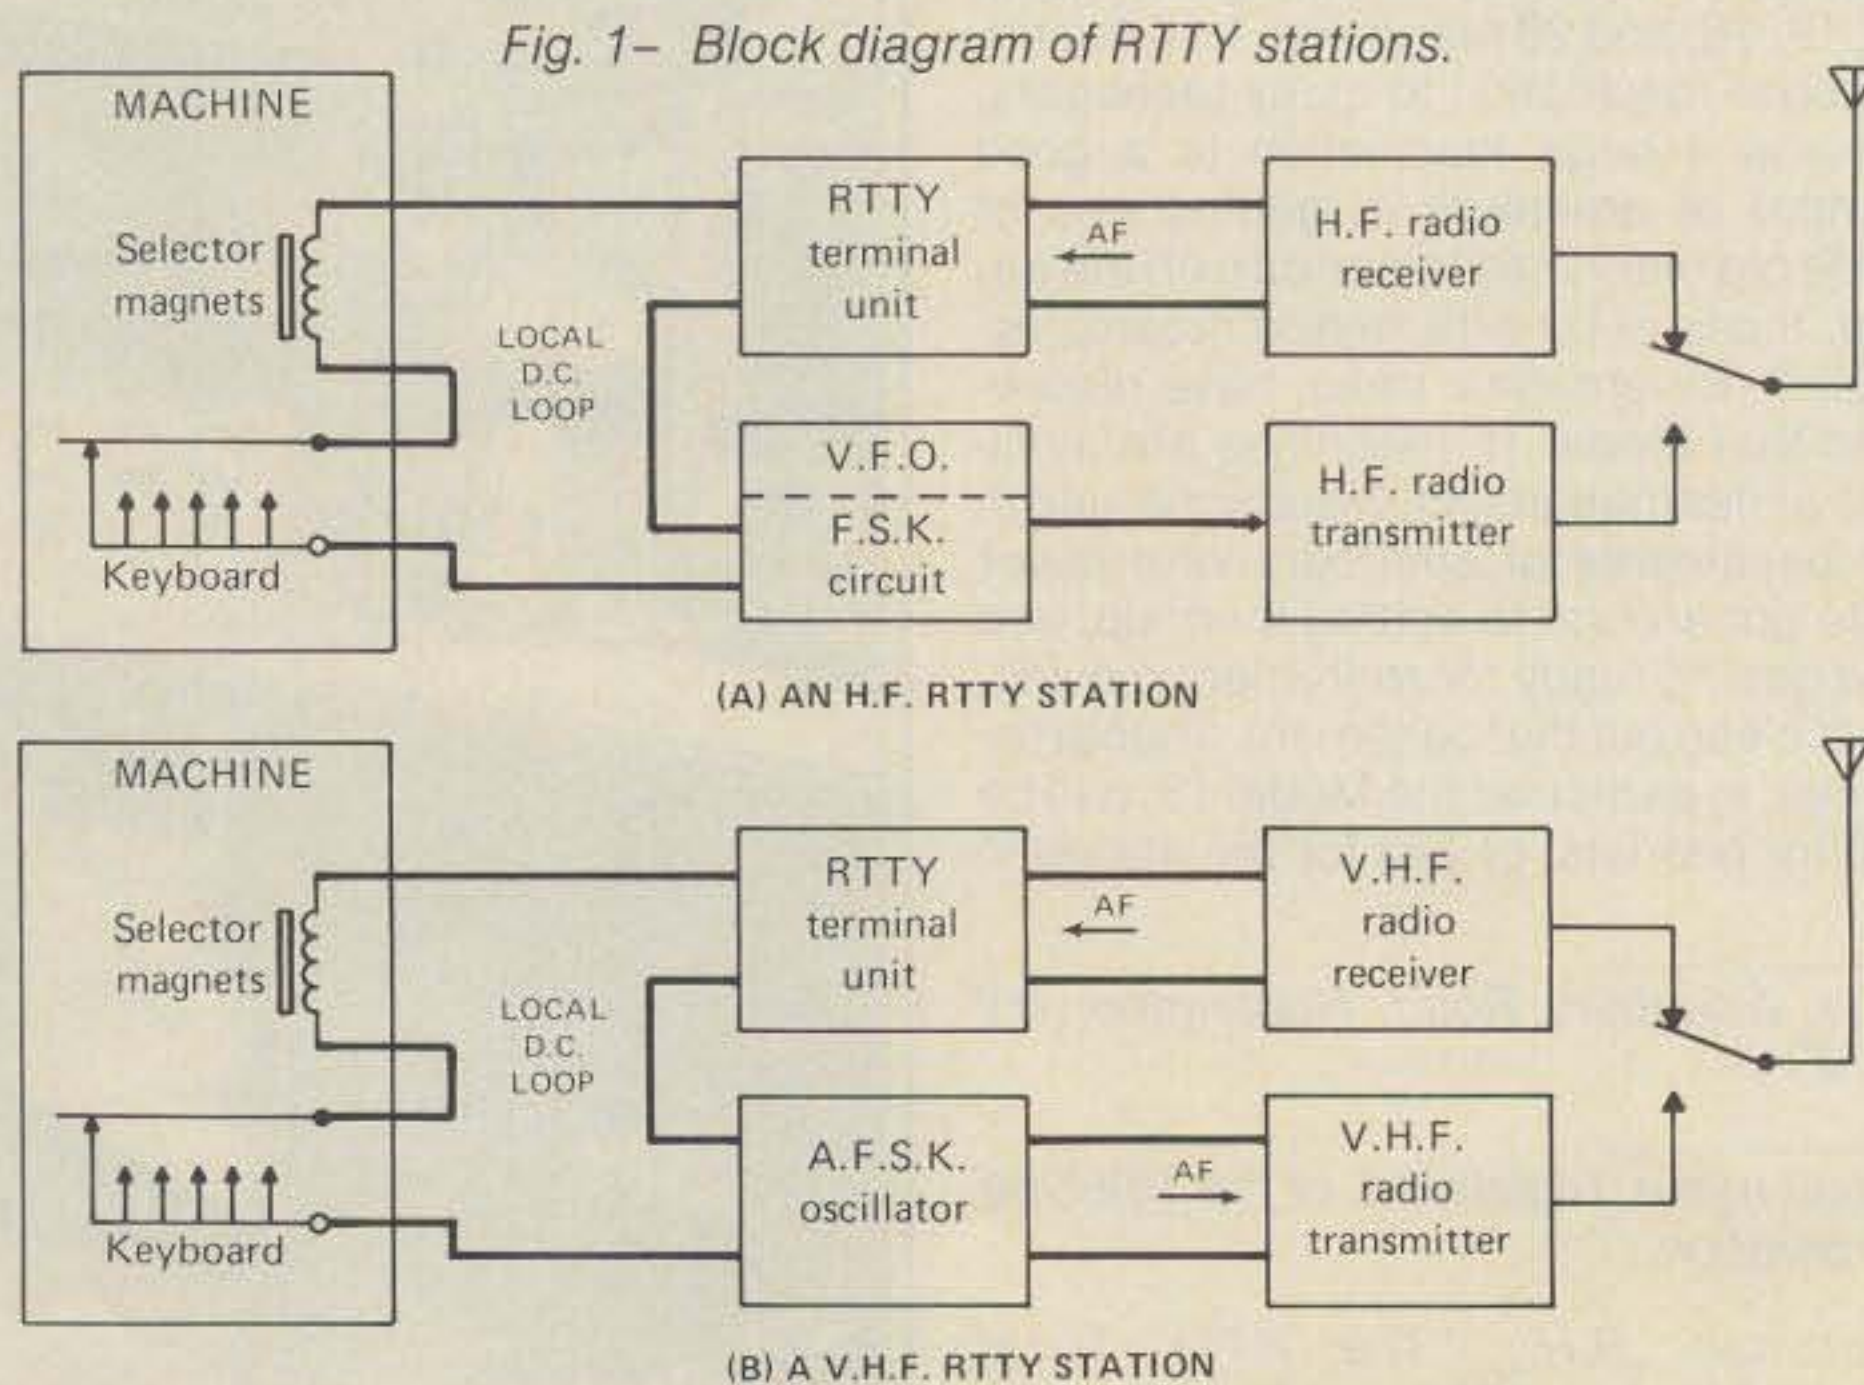 Fig. 1– Block diagram of RTTY stations.
MACHINE
Selector
magnets
Keyboard
LOCAL
D.C.
LOOP
RTTY
terminal
unit
AF
H.F. radio
receiver
V.F.O.
F.S.K.
circuit
H.F. radio
transmitter
(A) AN H.F. RTTY STATION
MACHINE
Selector
magnets
Keyboard
LOCAL
D.C.
LOOP
RTTY
terminal
unit
AF
V.H.F.
radio
receiver
A.F.S.K.
oscillator
AF
V.H.F.
radio
transmitter
(B) A V.H.F. RTTY STATION